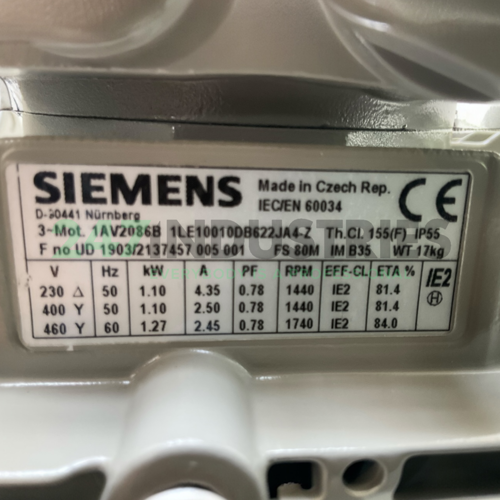 SIEMENS
Made in Czech Rep.
IEC/EN 60034
CE
D-90441 Nürnberg
3~Mot. 1AV2086B 1LE10010DB622JA4-Z Th.Cl. 155(F) IP55
F no UD 1903/2137457 005 001 FS 80M IM B35 WT 17kg
V Hz kW A PF RPM EFF-CL ETA % IE2
230 Δ 50 1.10 4.35 0.78 1440 IE2 81.4 H
400 Y 50 1.10 2.50 0.78 1440 IE2 81.4
460 Y 60 1.27 2.45 0.78 1740 IE2 84.0